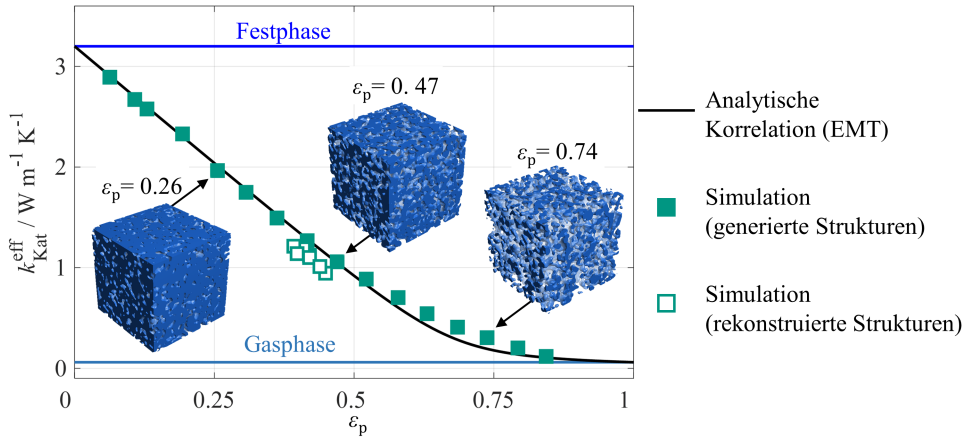 Festphase
3
2
1
0
k_Kat^eff / W m⁻¹ K⁻¹
εₚ= 0.26
εₚ= 0. 47
εₚ= 0.74
Gasphase
0
0.25
0.5
0.75
1
εₚ
Analytische
Korrelation (EMT)
Simulation
(generierte Strukturen)
Simulation
(rekonstruierte Strukturen)